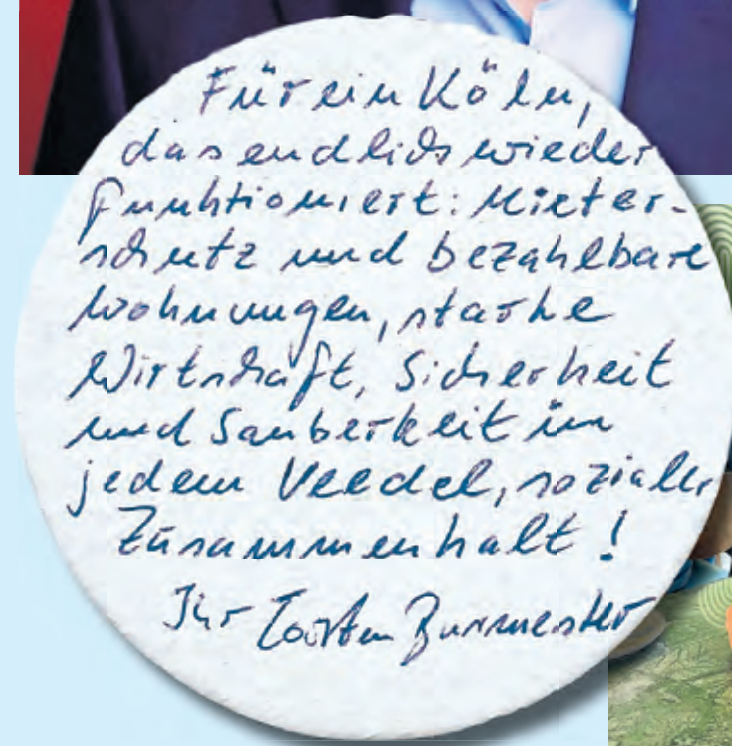 Für ein Köln,
das endlich wieder
funktioniert: Mieter-
schutz und bezahlbare
Wohnungen, starke
Wirtschaft, Sicherheit
und Sauberkeit in
jedem Veedel, sozialer
Zusammenhalt!
Ihr Torsten Burmester